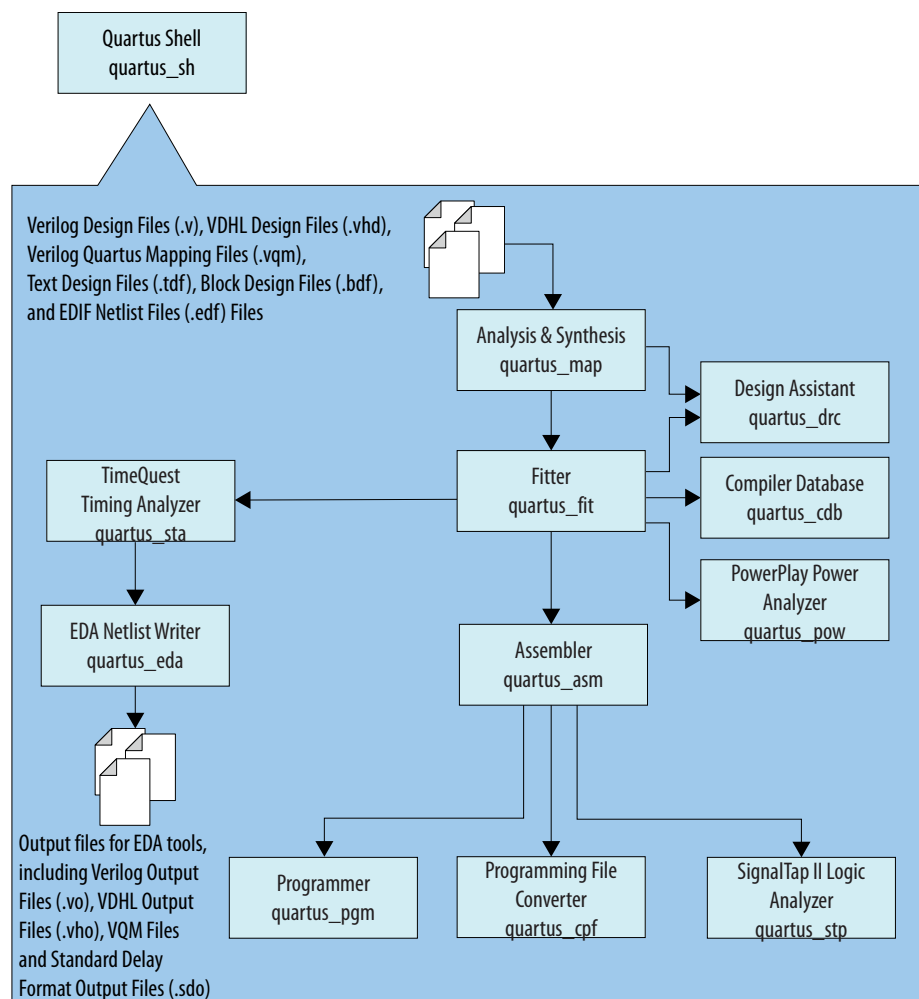 Quartus Shell
quartus_sh
Verilog Design Files (.v), VDHL Design Files (.vhd),
Verilog Quartus Mapping Files (.vqm),
Text Design Files (.tdf), Block Design Files (.bdf),
and EDIF Netlist Files (.edf) Files
Analysis & Synthesis
quartus_map
Design Assistant
quartus_drc
TimeQuest
Timing Analyzer
quartus_sta
Fitter
quartus_fit
Compiler Database
quartus_cdb
PowerPlay Power
Analyzer
quartus_pow
EDA Netlist Writer
quartus_eda
Assembler
quartus_asm
Output files for EDA tools,
including Verilog Output
Files (.vo), VDHL Output
Files (.vho), VQM Files
and Standard Delay
Format Output Files (.sdo)
Programmer
quartus_pgm
Programming File
Converter
quartus_cpf
SignalTap II Logic
Analyzer
quartus_stp